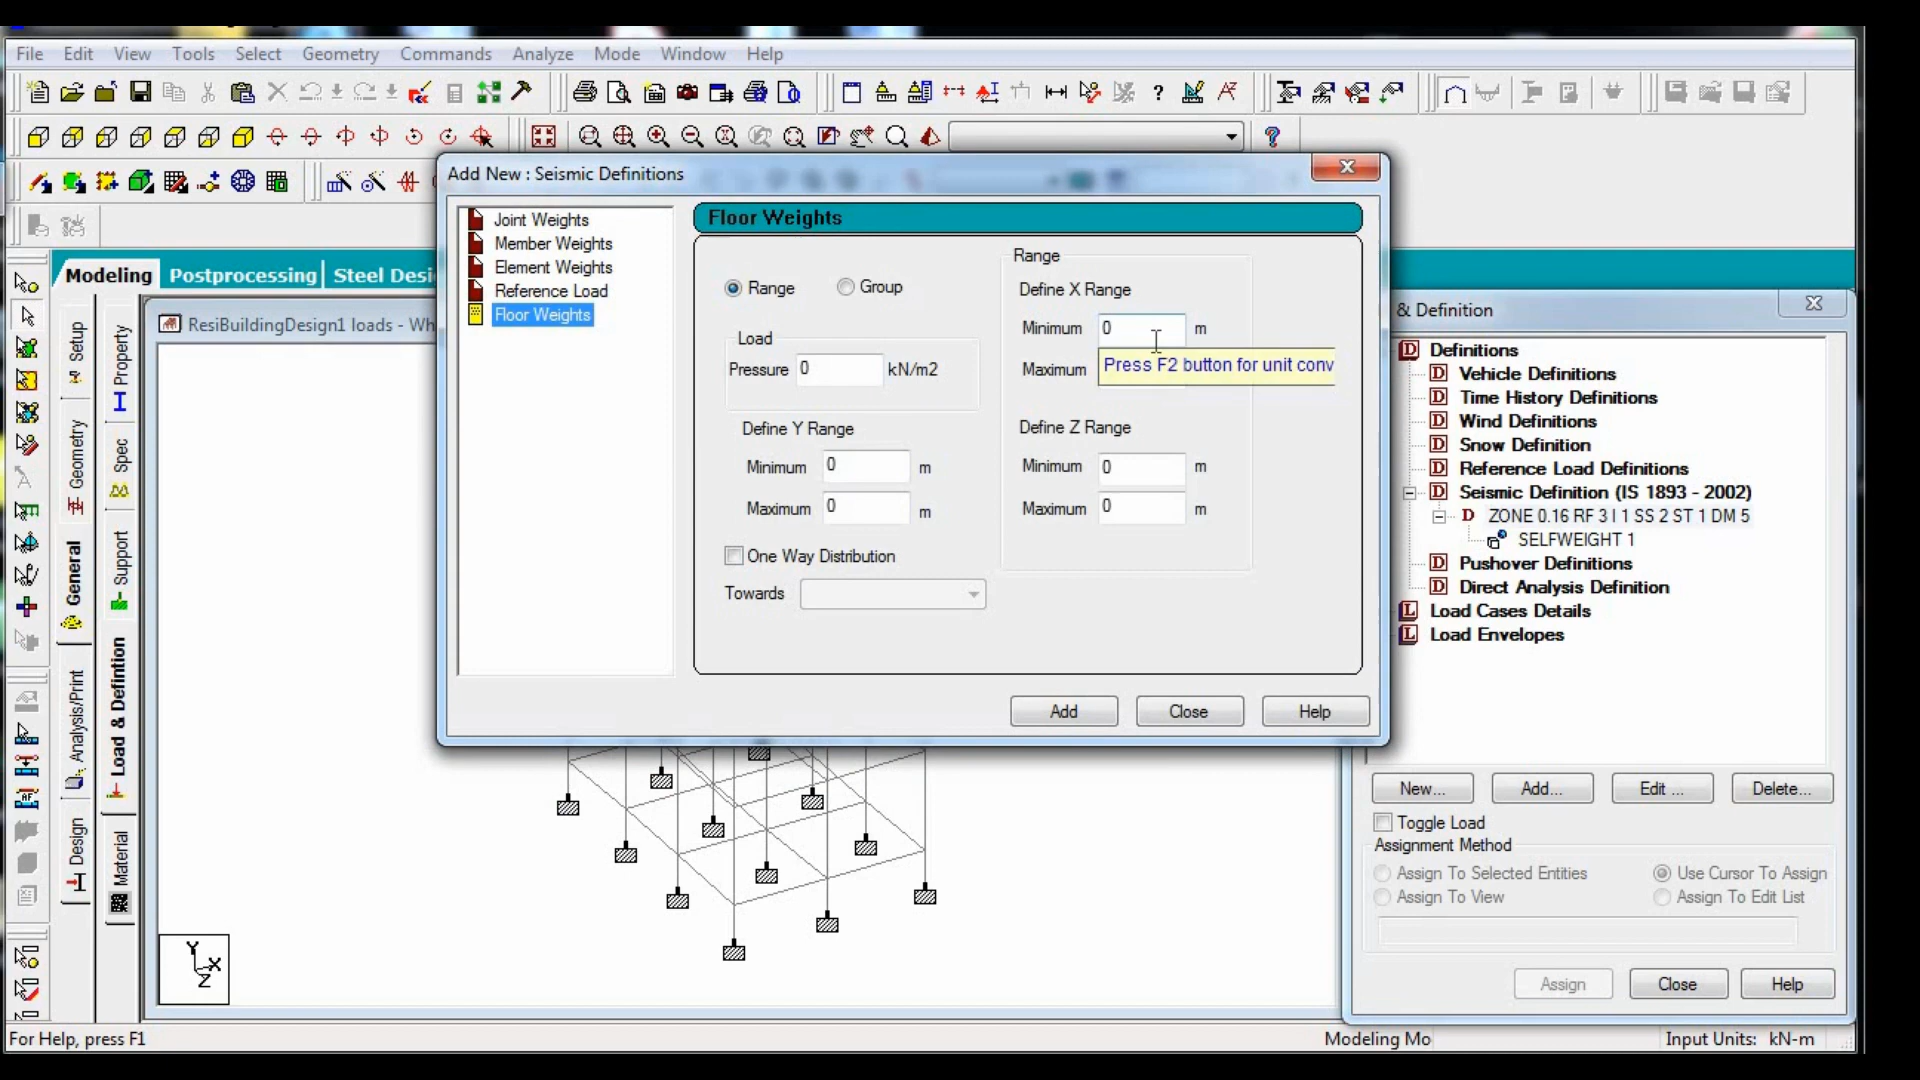 File Edit View Tools Select Geometry Commands Analyze Mode Window Help
Add New : Seismic Definitions
Joint Weights
Member Weights
Element Weights
Reference Load
Floor Weights
Floor Weights
Range Group
Load
Pressure 0 kN/m2
Define Y Range
Minimum 0 m
Maximum 0 m
One Way Distribution
Towards
Range
Define X Range
Minimum 0 m
Maximum
Press F2 button for unit conv
Define Z Range
Minimum 0 m
Maximum 0 m
Add Close Help
Modeling Postprocessing Steel Desi
ResiBuildingDesign1 loads - Wh
Setup
Geometry
General
Analysis/Print
Design
Property
Spec
Support
Load & Definition
Material
& Definition
Definitions
Vehicle Definitions
Time History Definitions
Wind Definitions
Snow Definition
Reference Load Definitions
Seismic Definition (IS 1893 - 2002)
ZONE 0.16 RF 3 I 1 SS 2 ST 1 DM 5
SELFWEIGHT 1
Pushover Definitions
Direct Analysis Definition
Load Cases Details
Load Envelopes
New... Add... Edit ... Delete...
Toggle Load
Assignment Method
Assign To Selected Entities Use Cursor To Assign
Assign To View Assign To Edit List
Assign Close Help
Y
X
Z
For Help, press F1 Modeling Mo Input Units: kN-m